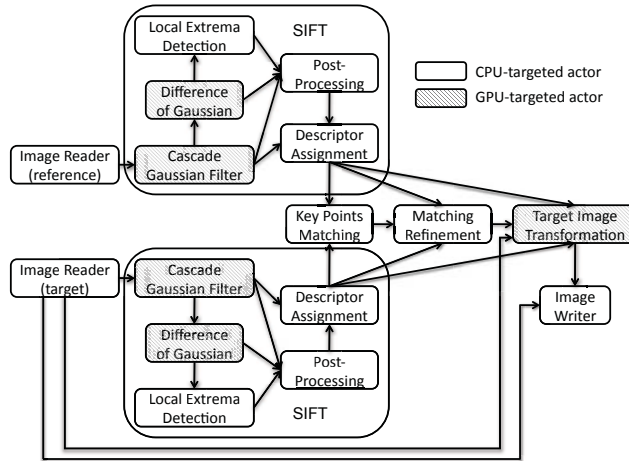 SIFT
Local Extrema
Detection
Post-
Processing
Difference
of Gaussian
Descriptor
Assignment
Image Reader
(reference)
Cascade
Gaussian Filter
CPU-targeted actor
GPU-targeted actor
Key Points
Matching
Matching
Refinement
Target Image
Transformation
Image Reader
(target)
Cascade
Gaussian Filter
Descriptor
Assignment
Image
Writer
Difference
of Gaussian
Post-
Processing
Local Extrema
Detection
SIFT